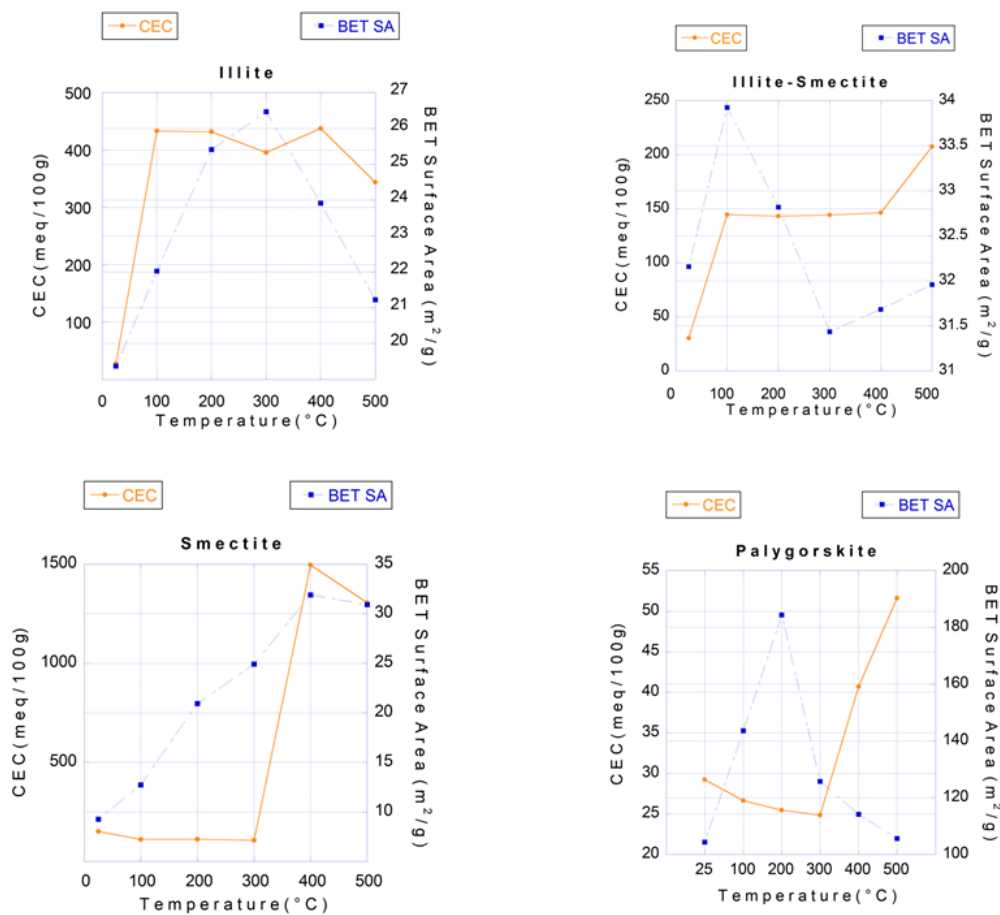 CEC
BET SA
Illite
500
400
300
200
100
27
26
25
24
23
22
21
20
0 100 200 300 400 500
Temperature(°C)
CEC(meq/100g)
BET Surface Area (m²/g)
CEC
BET SA
Illite-Smectite
250
200
150
100
50
0
34
33.5
33
32.5
32
31.5
31
0 100 200 300 400 500
Temperature(°C)
CEC(meq/100g)
BET Surface Area (m²/g)
CEC
BET SA
Smectite
1500
1000
500
35
30
25
20
15
10
0 100 200 300 400 500
Temperature(°C)
CEC(meq/100g)
BET Surface Area (m²/g)
CEC
BET SA
Palygorskite
55
50
45
40
35
30
25
20
200
180
160
140
120
100
25 100 200 300 400 500
Temperature(°C)
CEC(meq/100g)
BET Surface Area (m²/g)